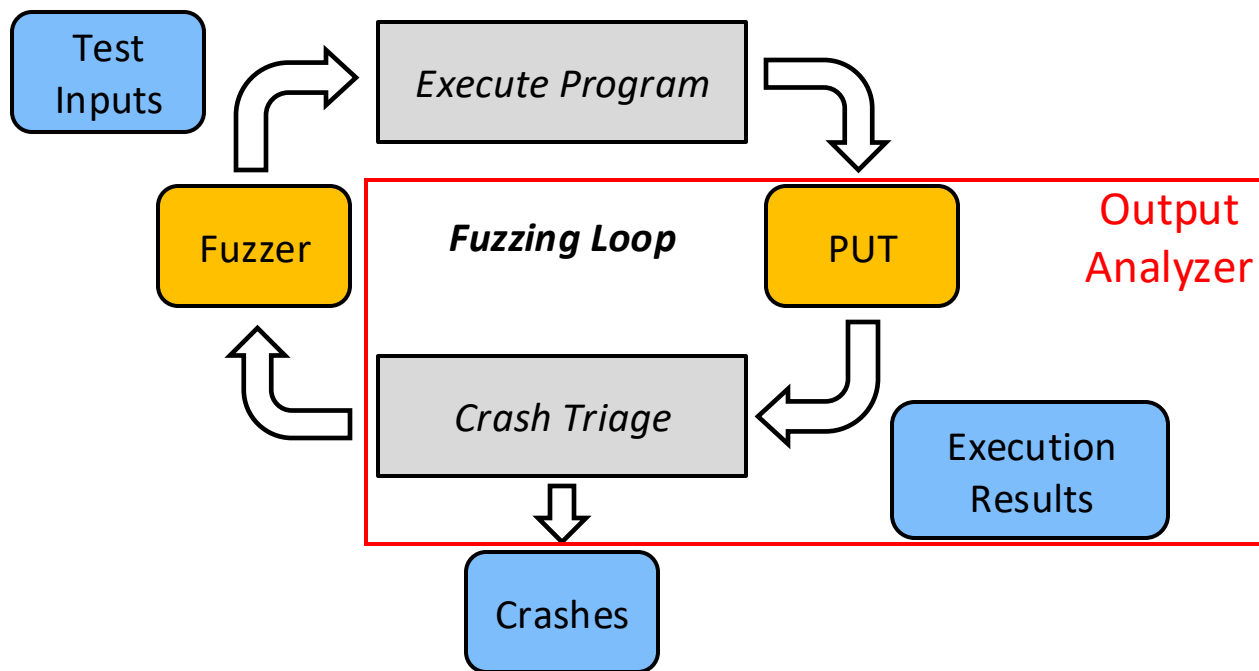 Test
Inputs
Execute Program
Fuzzer
Fuzzing Loop
PUT
Output
Analyzer
Crash Triage
Execution
Results
Crashes